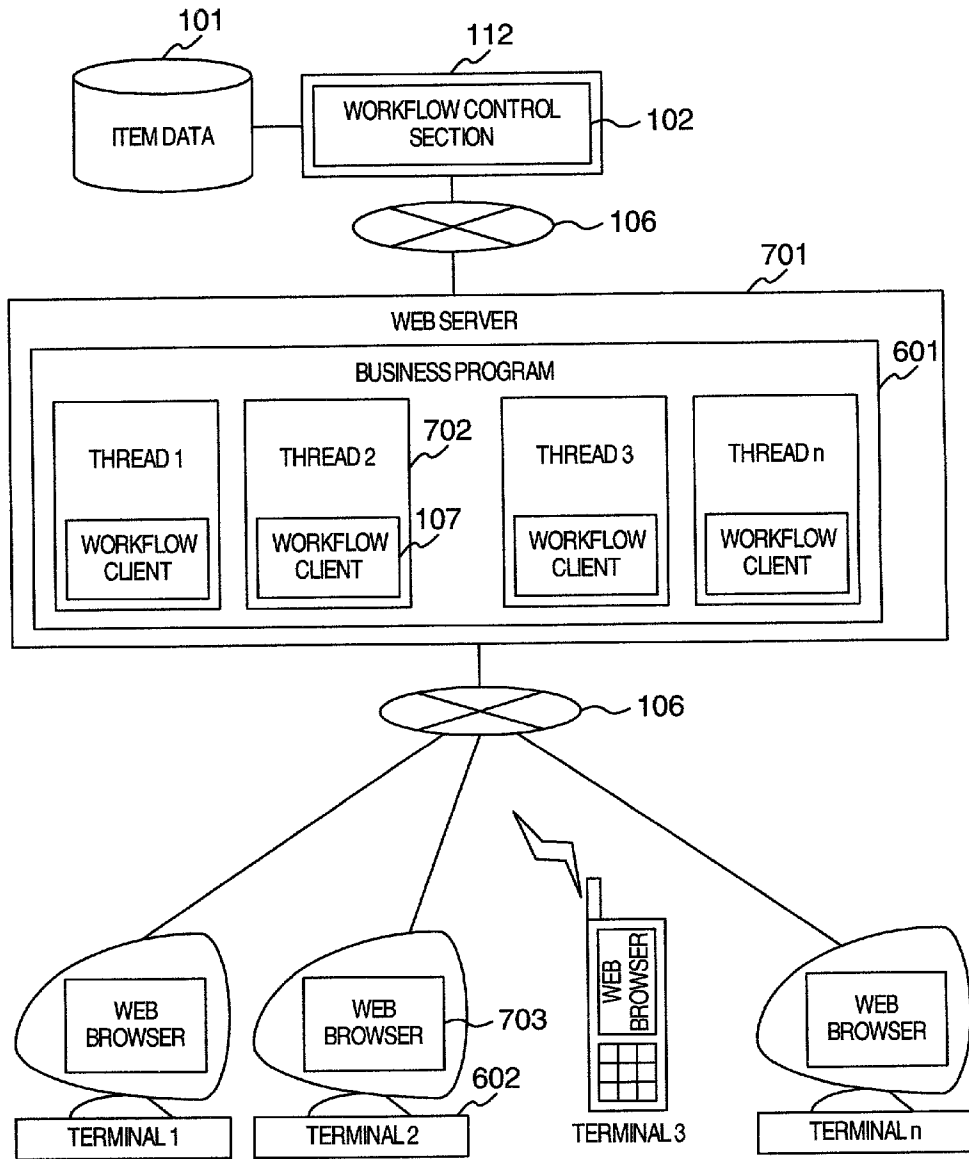 101
112
ITEM DATA
WORKFLOW CONTROL
SECTION
102
106
701
WEB SERVER
BUSINESS PROGRAM
601
THREAD 1
THREAD 2
702
THREAD 3
THREAD n
WORKFLOW
CLIENT
WORKFLOW
CLIENT
107
WORKFLOW
CLIENT
WORKFLOW
CLIENT
106
WEB
BROWSER
WEB
BROWSER
703
WEB
BROWSER
WEB
BROWSER
602
TERMINAL 1
TERMINAL 2
TERMINAL 3
TERMINAL n